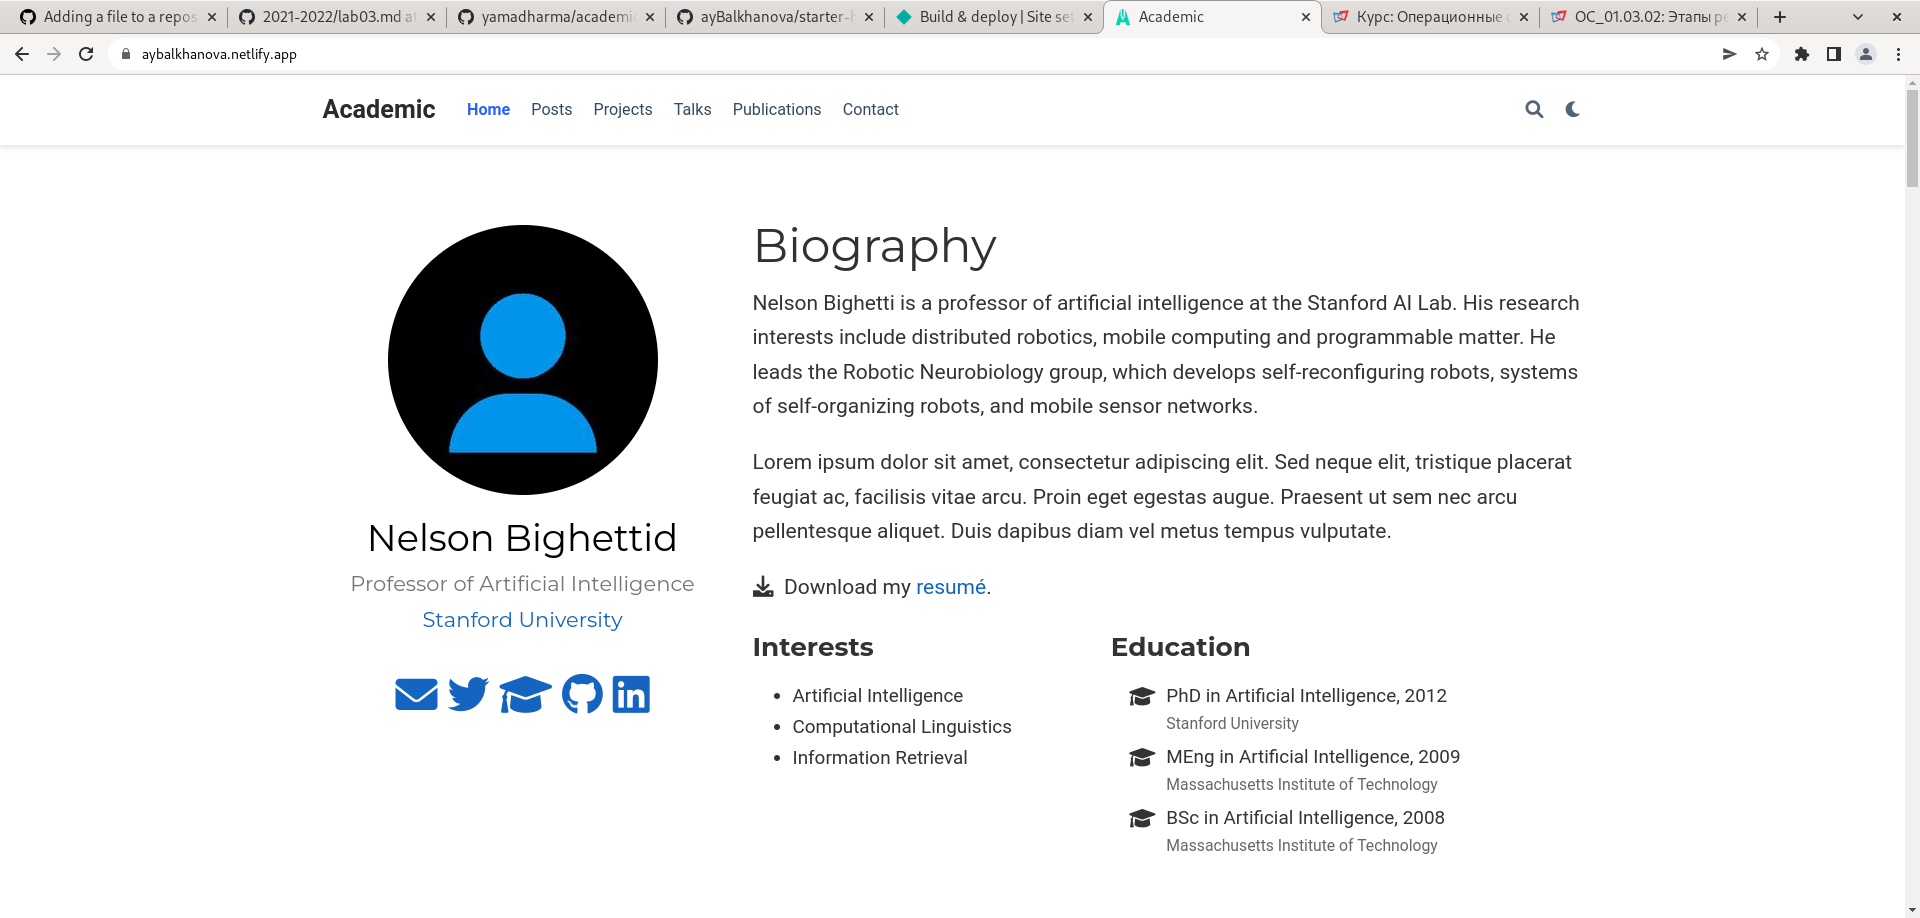 Adding a file to a repos
2021-2022/lab03.md at
yamadharma/academic
ayBalkhanova/starter-h
Build & deploy | Site set
Academic
Курс: Операционные
ОС_01.03.02: Этапы ре
aybalkhanova.netlify.app
Academic
Home
Posts
Projects
Talks
Publications
Contact
Biography
Nelson Bighetti is a professor of artificial intelligence at the Stanford AI Lab. His research
interests include distributed robotics, mobile computing and programmable matter. He
leads the Robotic Neurobiology group, which develops self-reconfiguring robots, systems
of self-organizing robots, and mobile sensor networks.
Lorem ipsum dolor sit amet, consectetur adipiscing elit. Sed neque elit, tristique placerat
feugiat ac, facilisis vitae arcu. Proin eget egestas augue. Praesent ut sem nec arcu
pellentesque aliquet. Duis dapibus diam vel metus tempus vulputate.
Nelson Bighettid
Professor of Artificial Intelligence
Stanford University
Download my resumé.
Interests
Artificial Intelligence
Computational Linguistics
Information Retrieval
Education
PhD in Artificial Intelligence, 2012
Stanford University
MEng in Artificial Intelligence, 2009
Massachusetts Institute of Technology
BSc in Artificial Intelligence, 2008
Massachusetts Institute of Technology